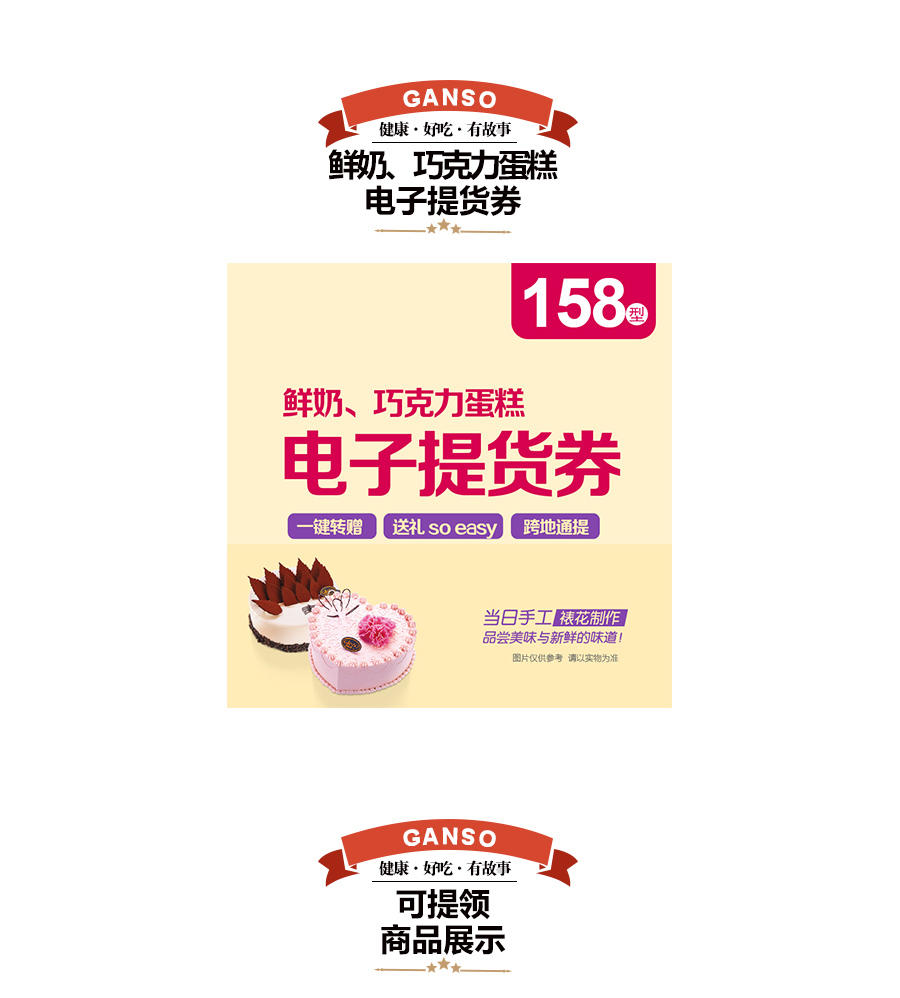 GANSO
健康·好吃·有故事
鲜奶、巧克力蛋糕
电子提货券
158型
鲜奶、巧克力蛋糕
电子提货券
一键转赠 送礼 so easy 跨地通提
当日手工 裱花制作
品尝美味与新鲜的味道!
图片仅供参考 请以实物为准
GANSO
健康·好吃·有故事
可提领
商品展示